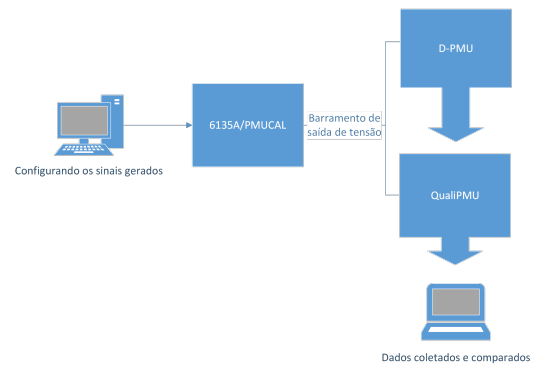 D-PMU
6135A/PMUCAL
Barramento de
saída de tensão
Configurando os sinais gerados
QualiPMU
Dados coletados e comparados